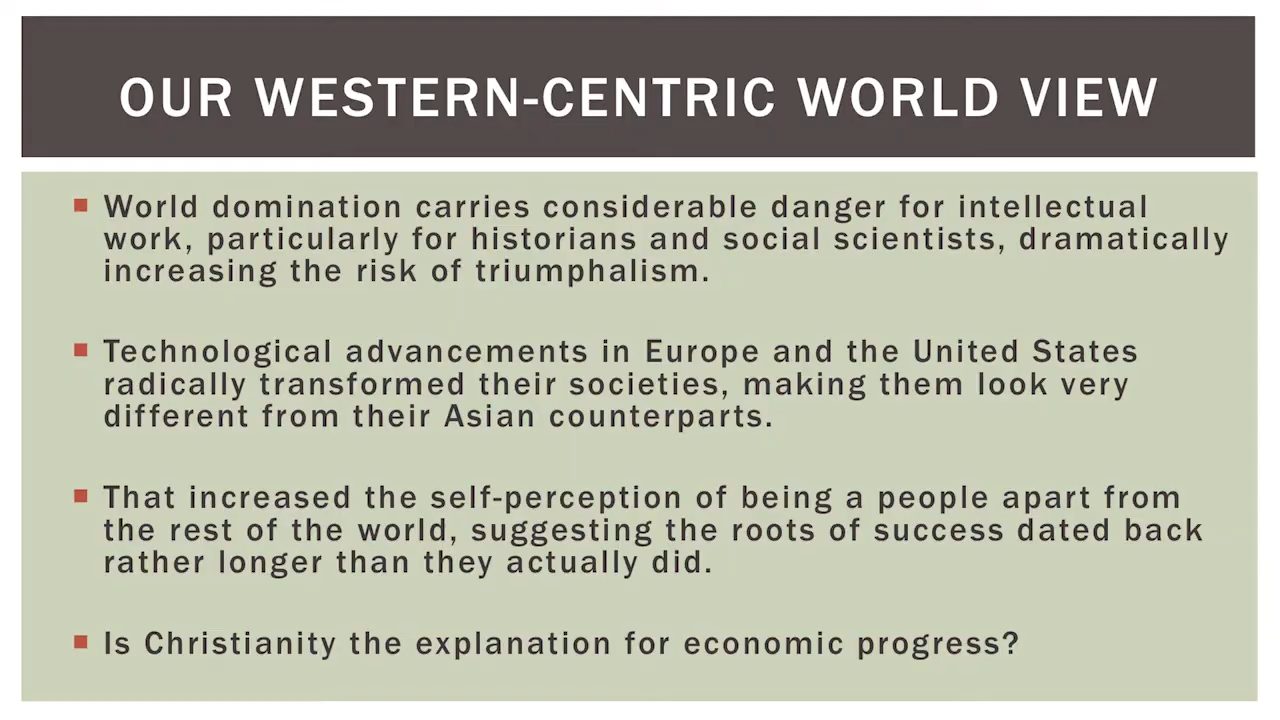 OUR WESTERN-CENTRIC WORLD VIEW
World domination carries considerable danger for intellectual
work, particularly for historians and social scientists, dramatically
increasing the risk of triumphalism.
Technological advancements in Europe and the United States
radically transformed their societies, making them look very
different from their Asian counterparts.
That increased the self-perception of being a people apart from
the rest of the world, suggesting the roots of success dated back
rather longer than they actually did.
Is Christianity the explanation for economic progress?